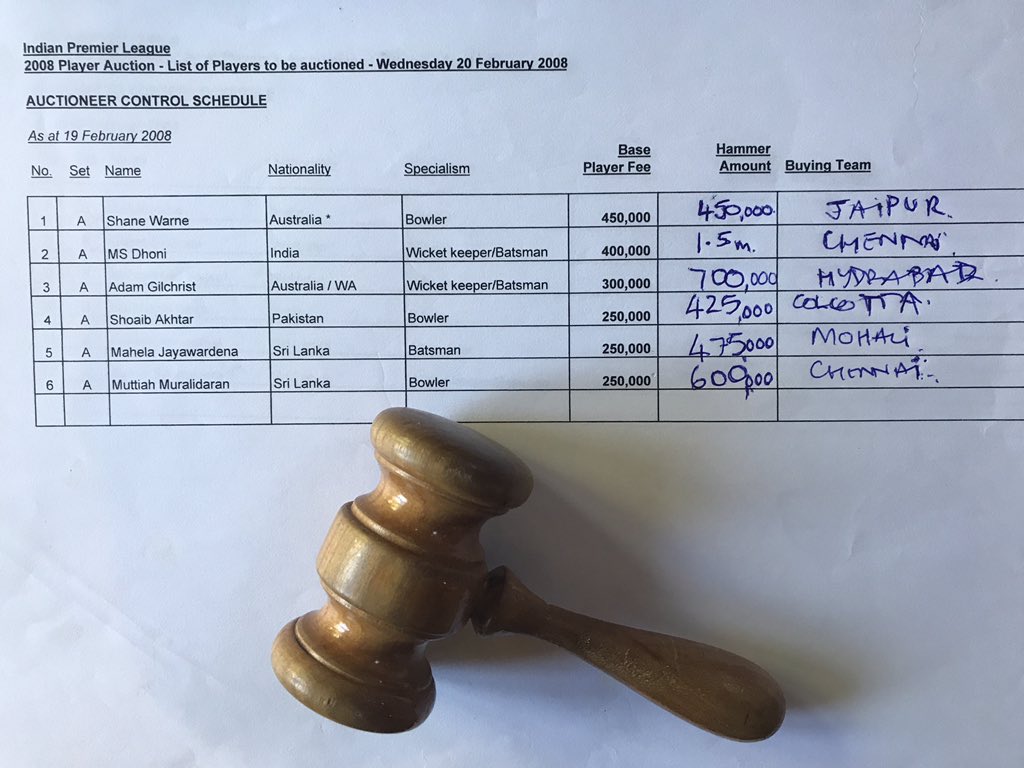 Indian Premier League
2008 Player Auction - List of Players to be auctioned - Wednesday 20 February 2008
AUCTIONEER CONTROL SCHEDULE
As at 19 February 2008
No. Set Name Nationality Specialism Base Player Fee Hammer Amount Buying Team
1 A Shane Warne Australia * Bowler 450,000 450,000. JAIPUR.
2 A MS Dhoni India Wicket keeper/Batsman 400,000 1.5m. CHENNAI.
3 A Adam Gilchrist Australia / WA Wicket keeper/Batsman 300,000 700,000 HYDRABAD.
4 A Shoaib Akhtar Pakistan Bowler 250,000 425,000 COLCOTTA.
5 A Mahela Jayawardena Sri Lanka Batsman 250,000 475,000 MOHALI.
6 A Muttiah Muralidaran Sri Lanka Bowler 250,000 600,000 CHENNAI.